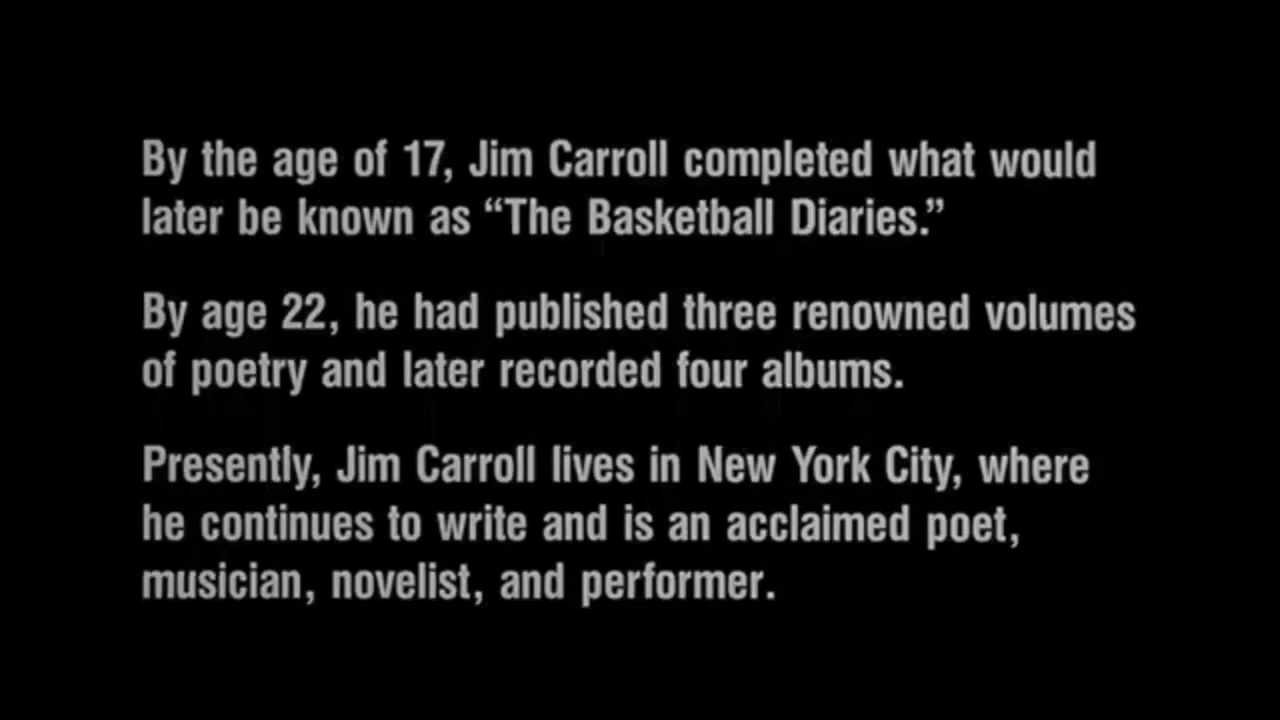 By the age of 17, Jim Carroll completed what would
later be known as “The Basketball Diaries.”
By age 22, he had published three renowned volumes
of poetry and later recorded four albums.
Presently, Jim Carroll lives in New York City, where
he continues to write and is an acclaimed poet,
musician, novelist, and performer.